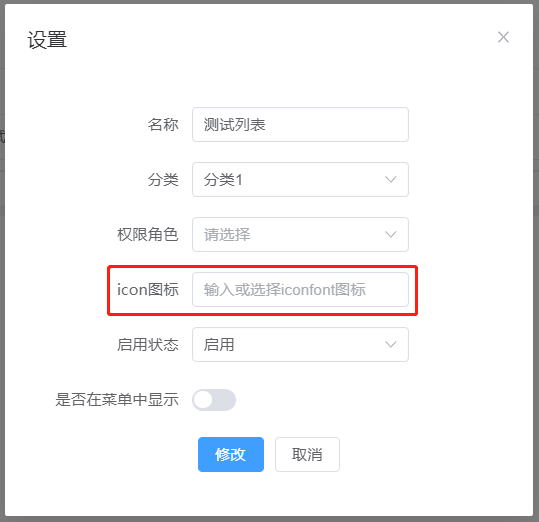 设置
名称 测试列表
分类 分类1
权限角色 请选择
icon图标 输入或选择iconfont图标
启用状态 启用
是否在菜单中显示
修改 取消